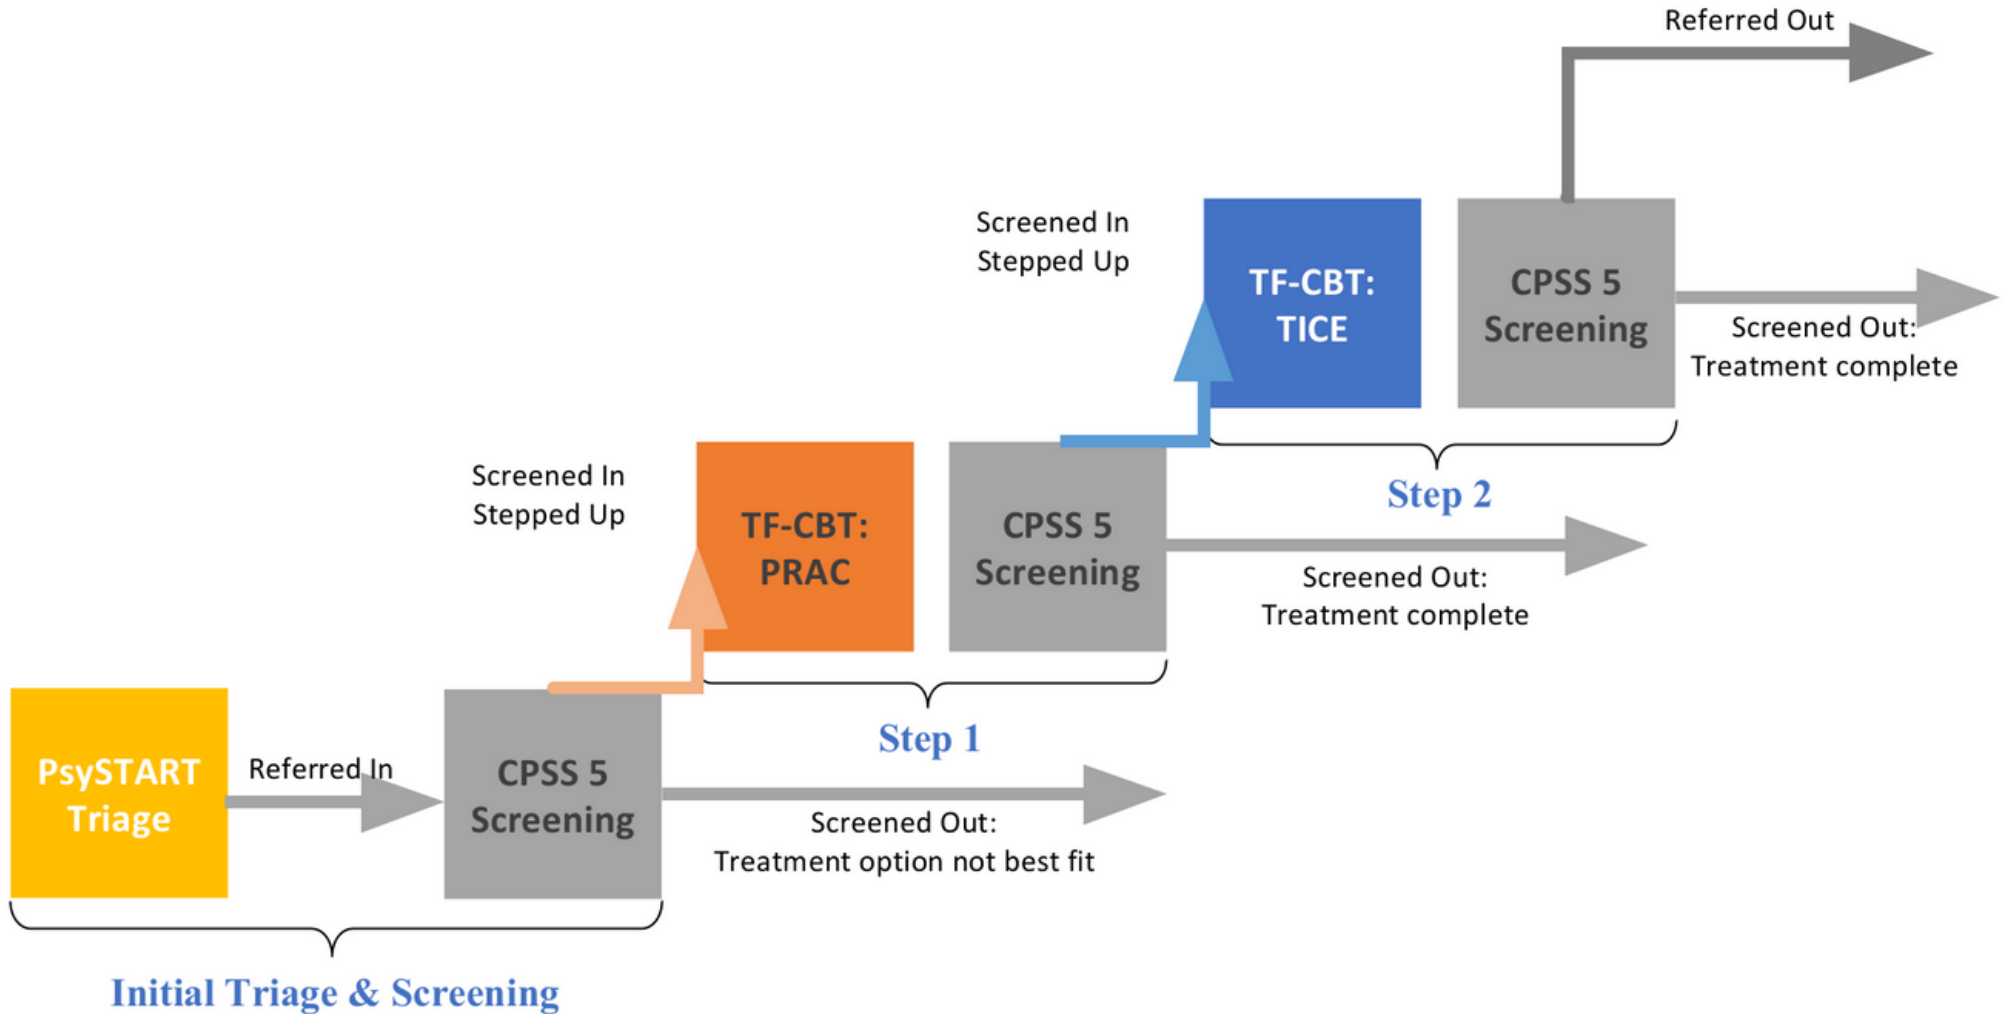 Referred Out
Screened In
Stepped Up
TF-CBT:
TICE
CPSS 5
Screening
Screened Out:
Treatment complete
Step 2
Screened In
Stepped Up
TF-CBT:
PRAC
CPSS 5
Screening
Screened Out:
Treatment complete
Step 1
PsySTART
Triage
Referred In
CPSS 5
Screening
Screened Out:
Treatment option not best fit
Initial Triage & Screening